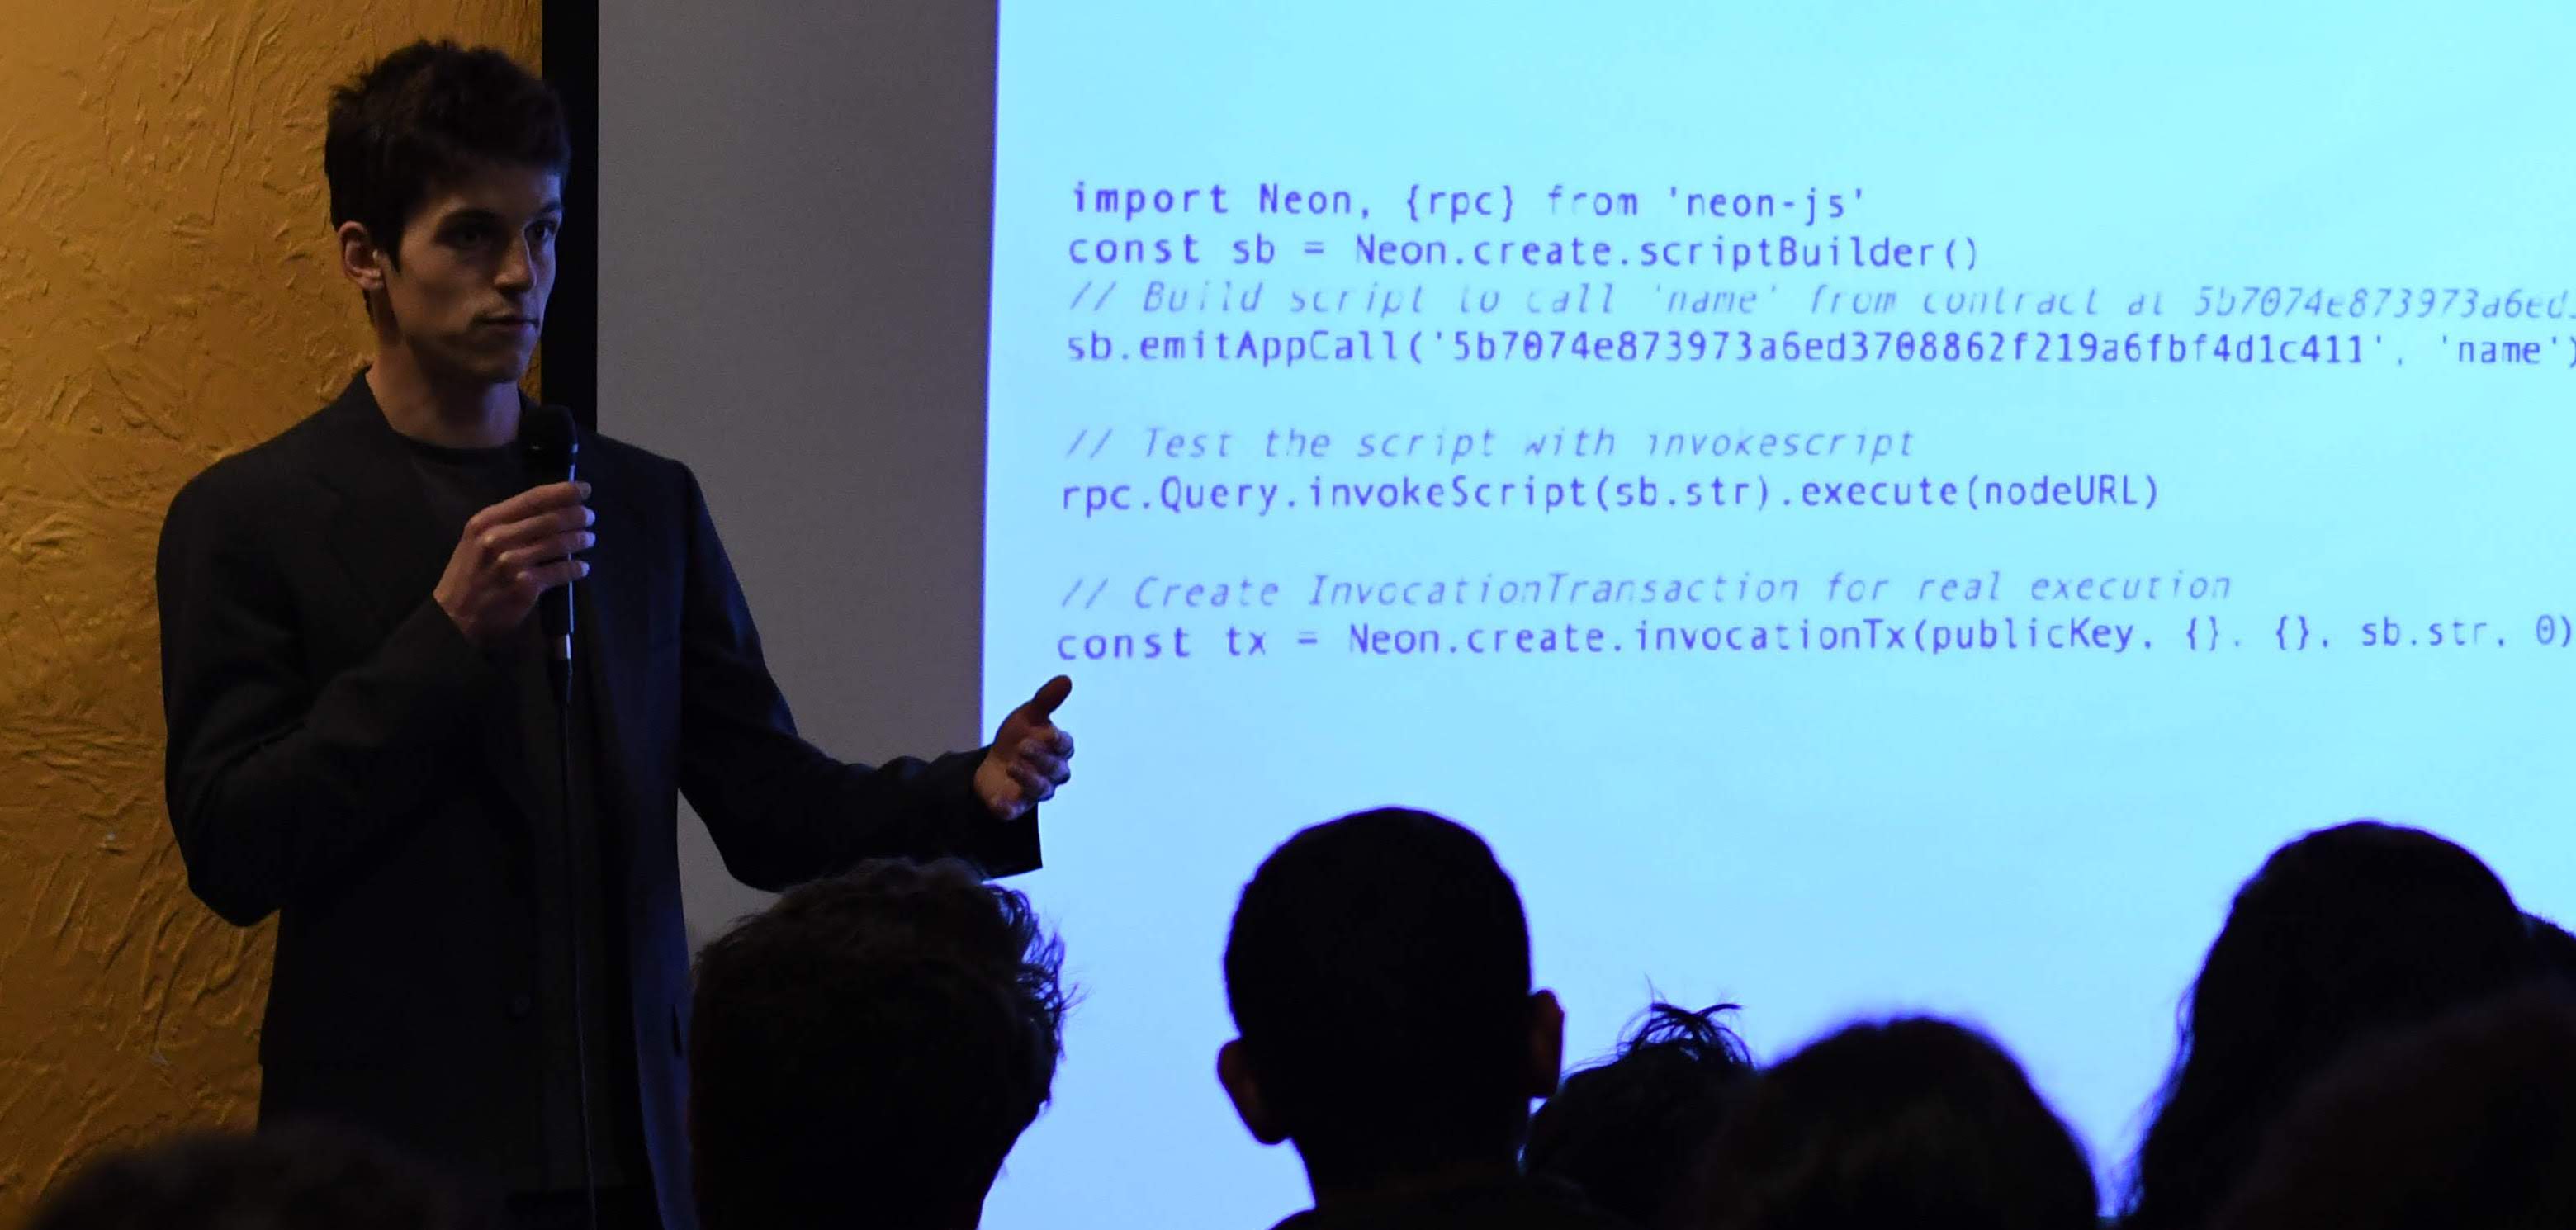 import Neon, {rpc} from 'neon-js'
const sb = Neon.create.scriptBuilder()
// Build script to call 'name' from contract at 5b7074e873973a6ed
sb.emitAppCall('5b7074e873973a6ed3708862f219a6fbf4d1c411', 'name')
// Test the script with invokescript
rpc.Query.invokeScript(sb.str).execute(nodeURL)
// Create InvocationTransaction for real execution
const tx = Neon.create.invocationTx(publicKey, {}, {}, sb.str, 0)